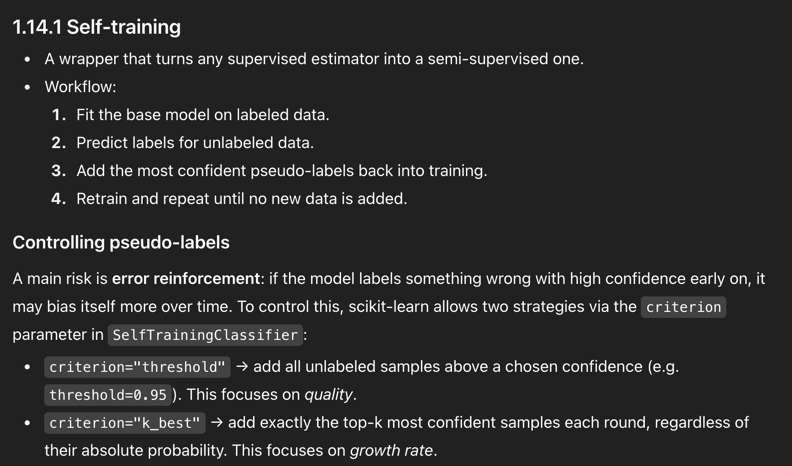 1.14.1 Self-training
• A wrapper that turns any supervised estimator into a semi-supervised one.
• Workflow:
1. Fit the base model on labeled data.
2. Predict labels for unlabeled data.
3. Add the most confident pseudo-labels back into training.
4. Retrain and repeat until no new data is added.
Controlling pseudo-labels
A main risk is error reinforcement: if the model labels something wrong with high confidence early on, it
may bias itself more over time. To control this, scikit-learn allows two strategies via the criterion
parameter in SelfTrainingClassifier:
• criterion="threshold" → add all unlabeled samples above a chosen confidence (e.g.
threshold=0.95). This focuses on quality.
• criterion="k_best" → add exactly the top-k most confident samples each round, regardless of
their absolute probability. This focuses on growth rate.